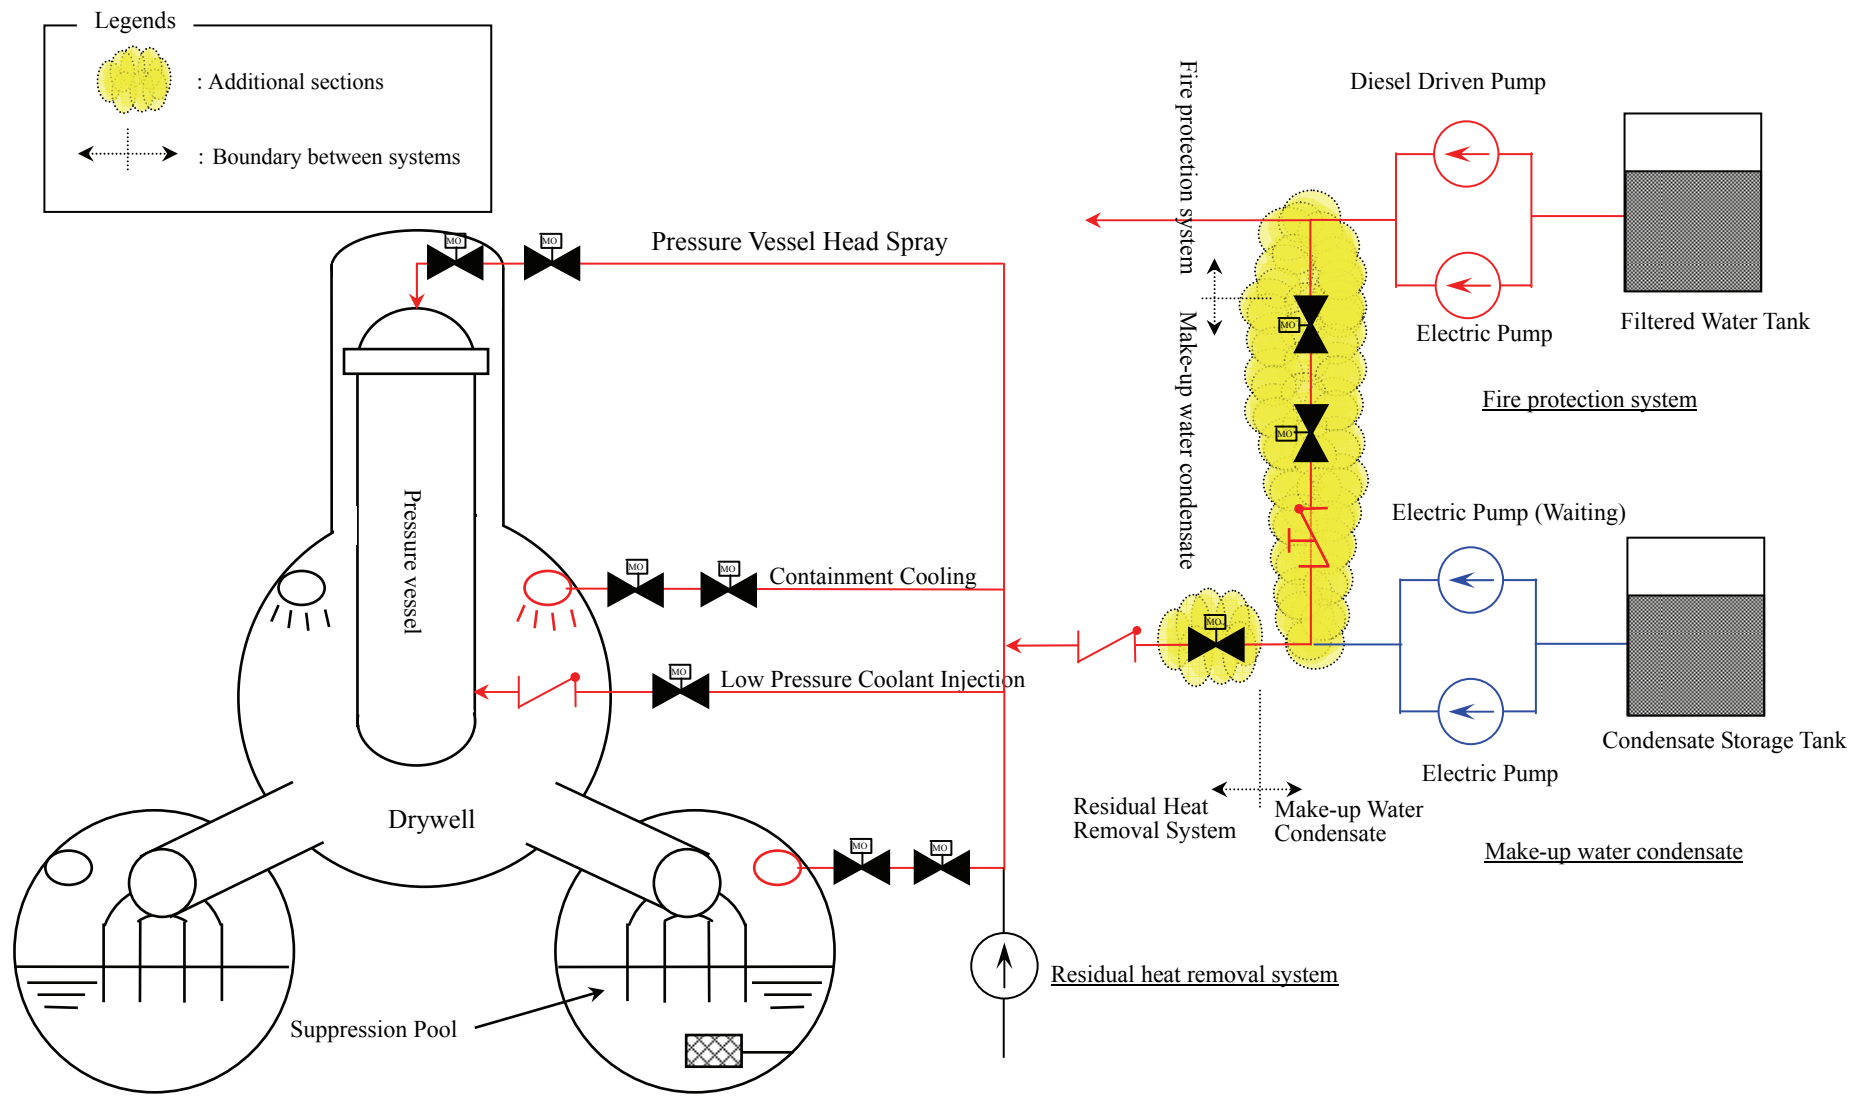 Legends
: Additional sections
: Boundary between systems
Fire protection system
Make-up water condensate
Diesel Driven Pump
Electric Pump
Filtered Water Tank
Fire protection system
MO
MO
Pressure Vessel Head Spray
MO
MO
Pressure vessel
MO
MO
Containment Cooling
MO
Low Pressure Coolant Injection
MO
Electric Pump (Waiting)
Electric Pump
Condensate Storage Tank
Make-up water condensate
Residual Heat
Removal System
Make-up Water
Condensate
Drywell
MO
MO
Residual heat removal system
Suppression Pool